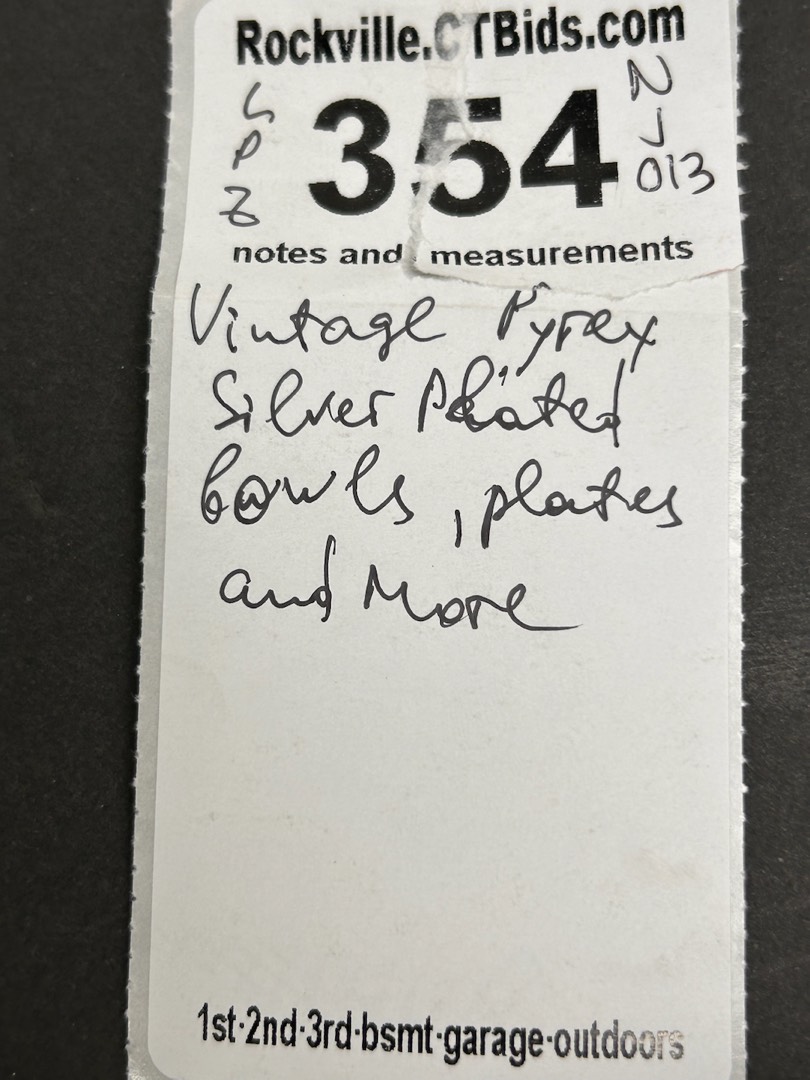 Rockville.CTBids.com
L
P
Z
354
N
J
013
notes and measurements
Vintage Pyrex
Silver Plated
bowls, plates
and More
1st·2nd·3rd·bsmt·garage·outdoors